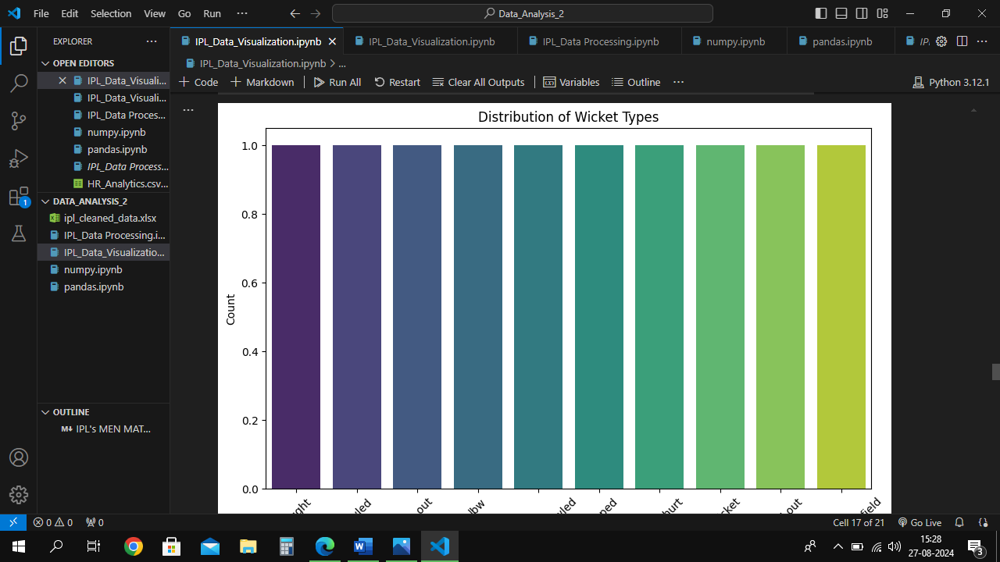 File Edit Selection View Go Run ··· Data_Analysis_2
EXPLORER ···
OPEN EDITORS
IPL_Data_Visuali...
IPL_Data_Visuali...
IPL_Data Proces...
numpy.ipynb
pandas.ipynb
IPL_Data Process...
HR_Analytics.csv...
DATA_ANALYSIS_2
ipl_cleaned_data.xlsx
IPL_Data Processing.i...
IPL_Data_Visualizatio...
numpy.ipynb
pandas.ipynb
OUTLINE
M↓ IPL's MEN MAT...
1
IPL_Data_Visualization.ipynb IPL_Data_Visualization.ipynb IPL_Data Processing.ipynb numpy.ipynb pandas.ipynb IPL
IPL_Data_Visualization.ipynb > ...
+ Code + Markdown Run All Restart Clear All Outputs Variables Outline ··· Python 3.12.1
···
Distribution of Wicket Types
Count
1.0
0.8
0.6
0.4
0.2
0.0
ught
led
out
lbw
led
ped
hurt
ket
out
field
0 0 0 Cell 17 of 21 Go Live
15:28
27-08-2024
3